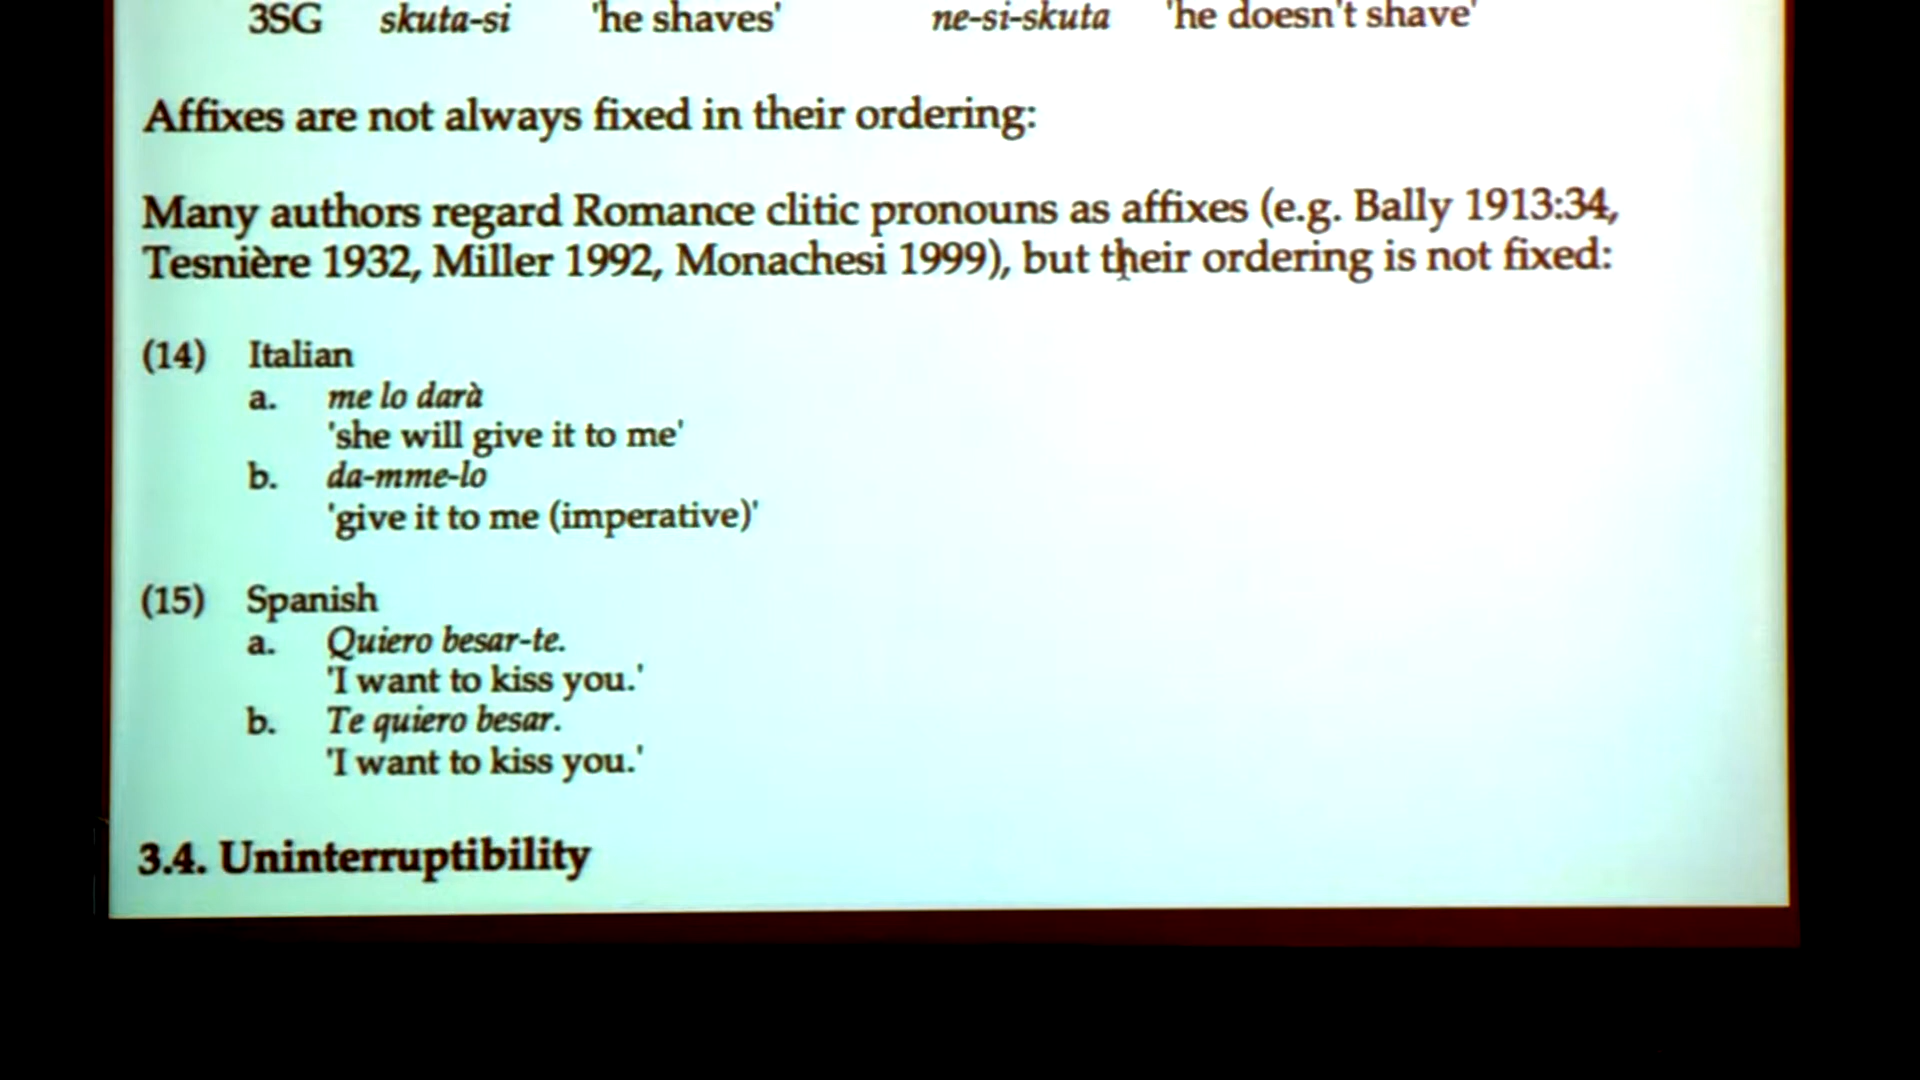 3SG skuta-si 'he shaves' ne-si-skuta 'he doesn't shave'
Affixes are not always fixed in their ordering:
Many authors regard Romance clitic pronouns as affixes (e.g. Bally 1913:34,
Tesnière 1932, Miller 1992, Monachesi 1999), but their ordering is not fixed:
(14) Italian
a. me lo darà
'she will give it to me'
b. da-mme-lo
'give it to me (imperative)'
(15) Spanish
a. Quiero besar-te.
'I want to kiss you.'
b. Te quiero besar.
'I want to kiss you.'
3.4. Uninterruptibility